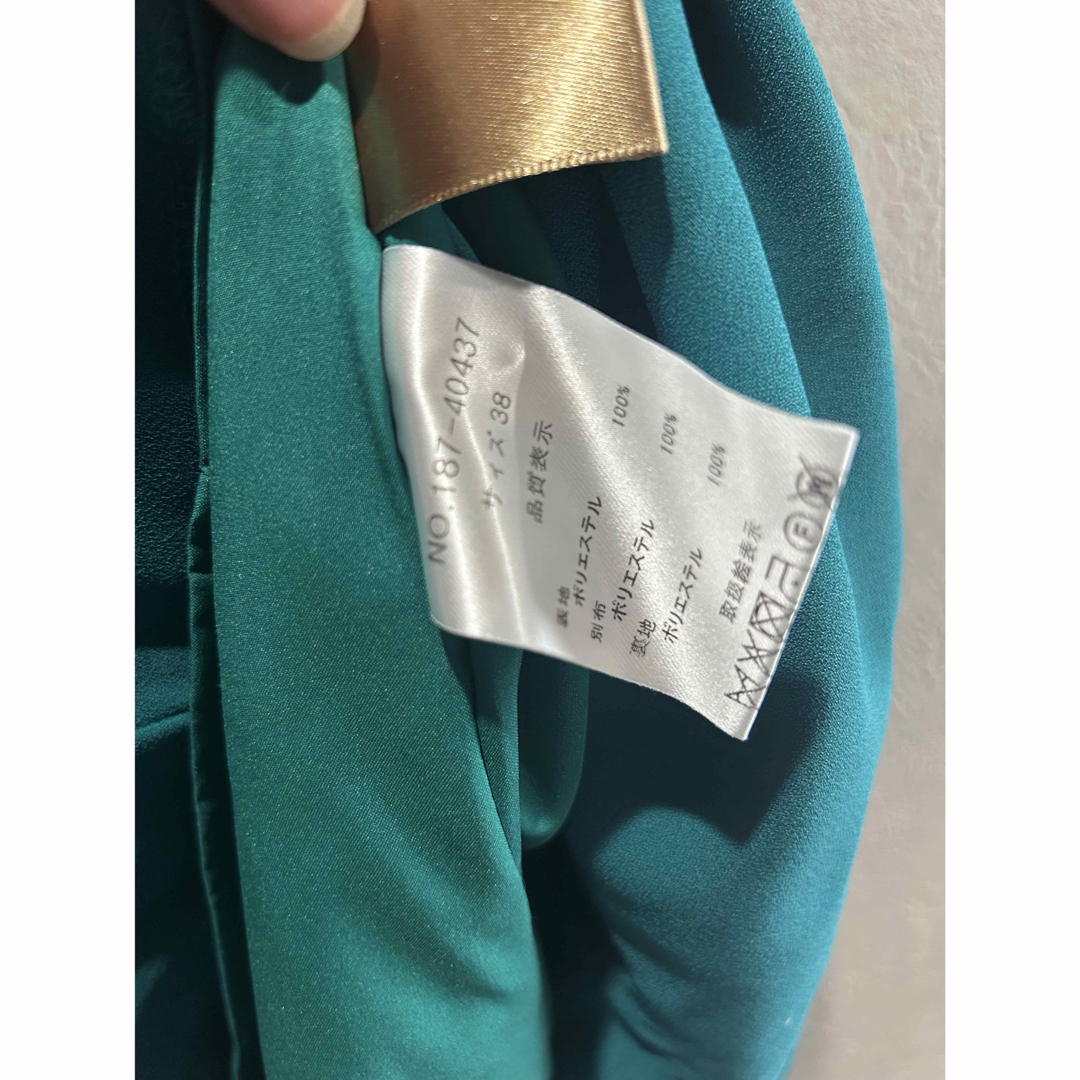 NO.187-40437
サイズ 38
品質表示
表地
ポリエステル 100%
別布
ポリエステル 100%
裏地
ポリエステル 100%
取扱絵表示